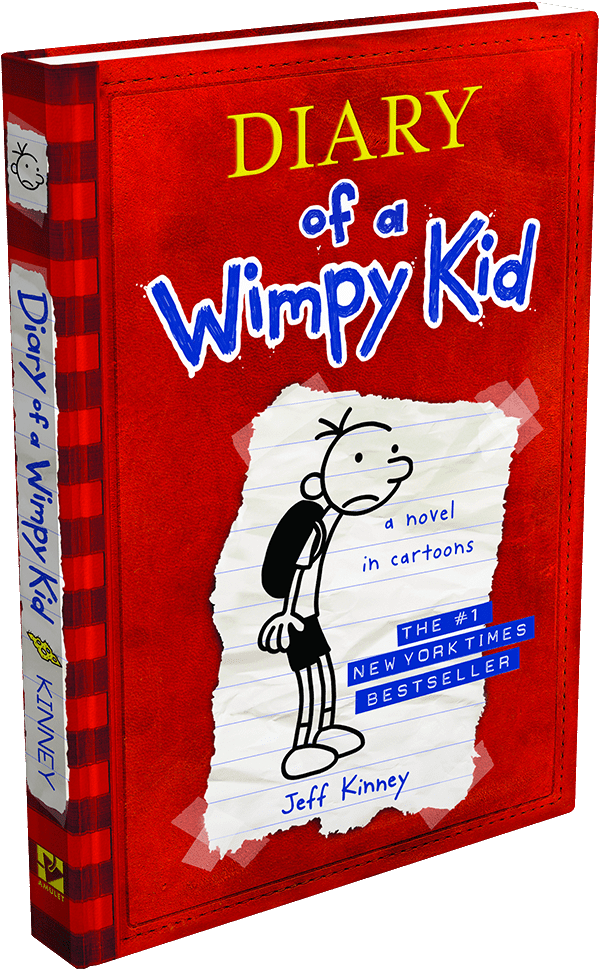 DIARY
of a
Wimpy Kid
a novel
in cartoons
THE #1
NEW YORK TIMES
BESTSELLER
Jeff Kinney
Diary of a Wimpy Kid
KINNEY
AMULET